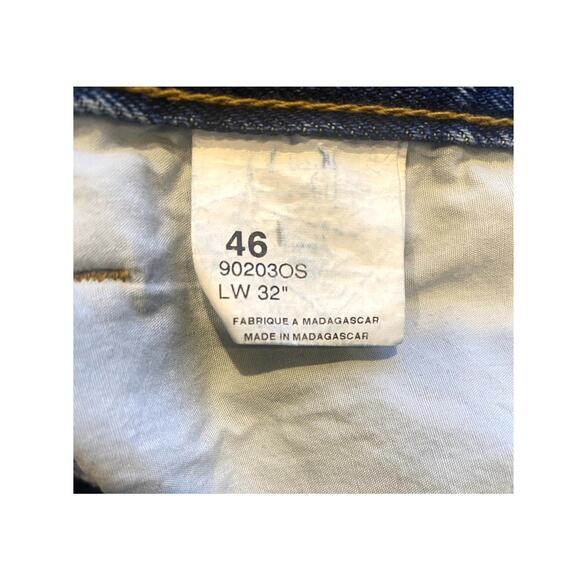 46
90203OS
LW 32"
FABRIQUE A MADAGASCAR
MADE IN MADAGASCAR